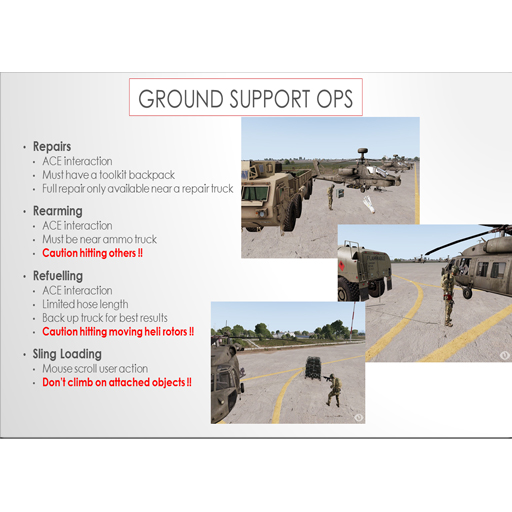 GROUND SUPPORT OPS
• Repairs
• ACE interaction
• Must have a toolkit backpack
• Full repair only available near a repair truck
• Rearming
• ACE interaction
• Must be near ammo truck
• Caution hitting others !!
• Refuelling
• ACE interaction
• Limited hose length
• Back up truck for best results
• Caution hitting moving heli rotors !!
• Sling Loading
• Mouse scroll user action
• Don't climb on attached objects !!